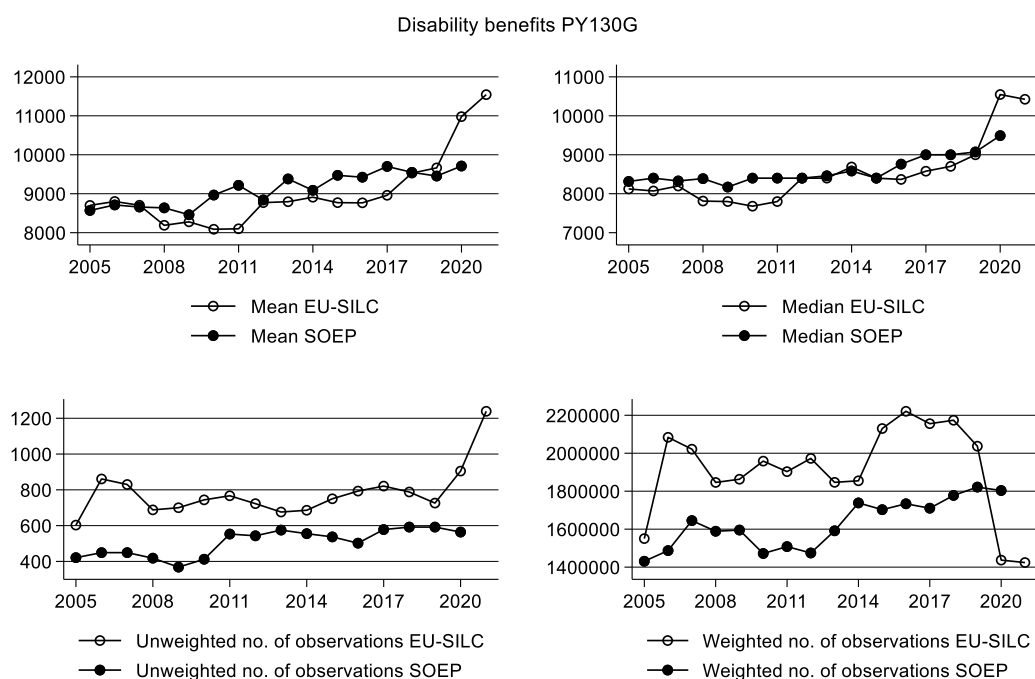 Disability benefits PY130G
12000
11000
10000
9000
8000
2005 2008 2011 2014 2017 2020
Mean EU-SILC
Mean SOEP
11000
10000
9000
8000
7000
2005 2008 2011 2014 2017 2020
Median EU-SILC
Median SOEP
1200
1000
800
600
400
2005 2008 2011 2014 2017 2020
Unweighted no. of observations EU-SILC
Unweighted no. of observations SOEP
2200000
2000000
1800000
1600000
1400000
2005 2008 2011 2014 2017 2020
Weighted no. of observations EU-SILC
Weighted no. of observations SOEP